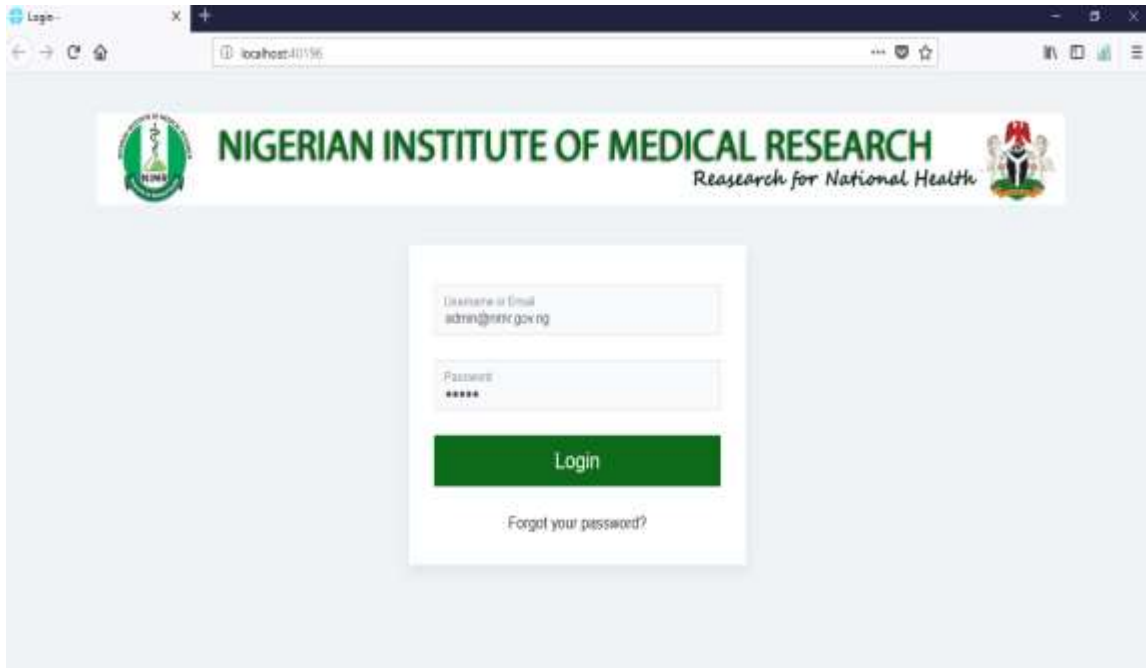 Login -
localhost:40196
NIGERIAN INSTITUTE OF MEDICAL RESEARCH
Reasearch for National Health
NIMR
Username or Email
admin@nimr.gov.ng
Password
•••••
Login
Forgot your password?